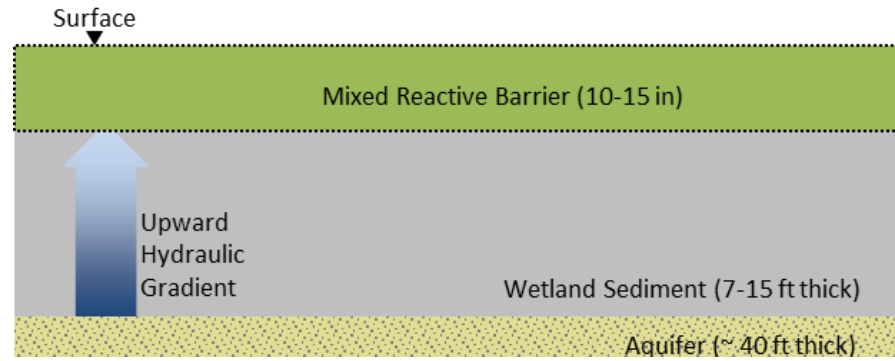 Surface
Mixed Reactive Barrier (10-15 in)
Upward
Hydraulic
Gradient
Wetland Sediment (7-15 ft thick)
Aquifer (~ 40 ft thick)